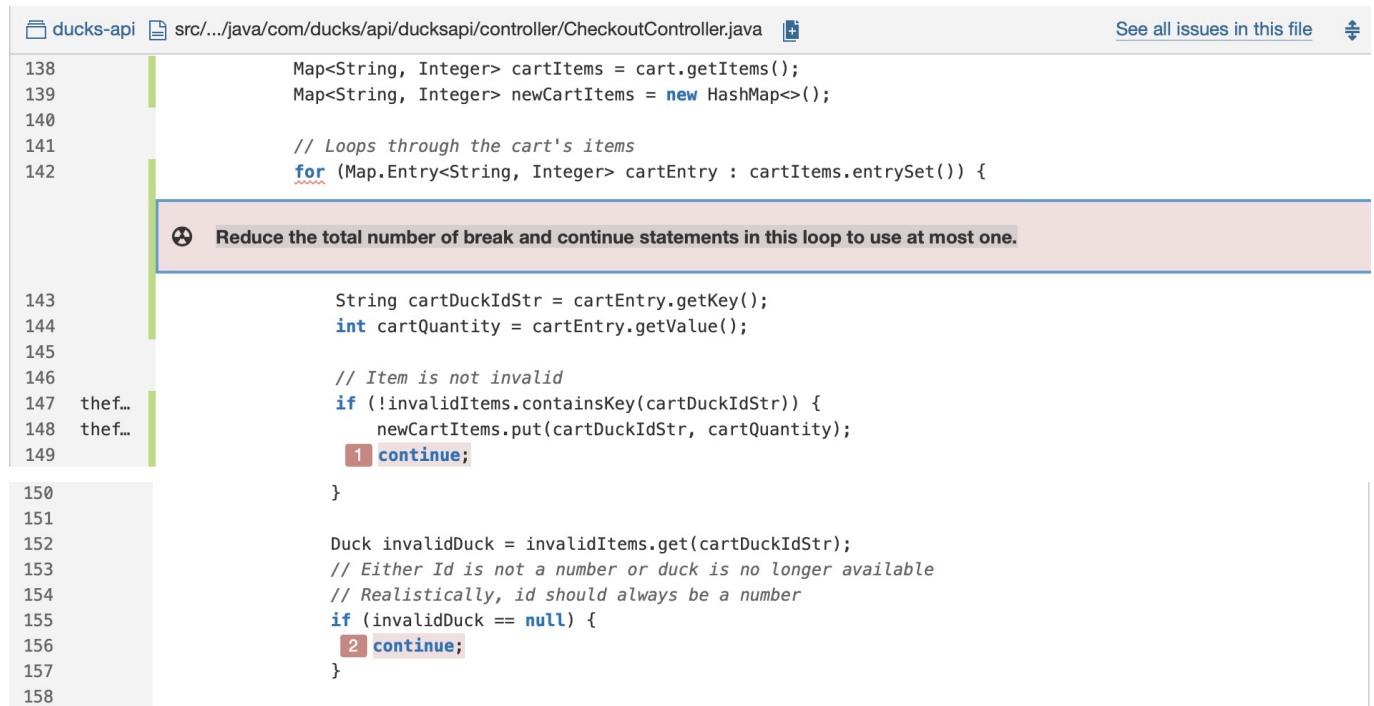 ducks-api src/.../java/com/ducks/api/ducksapi/controller/CheckoutController.java See all issues in this file
138 Map<String, Integer> cartItems = cart.getItems();
139 Map<String, Integer> newCartItems = new HashMap<>();
140
141 // Loops through the cart's items
142 for (Map.Entry<String, Integer> cartEntry : cartItems.entrySet()) {
Reduce the total number of break and continue statements in this loop to use at most one.
143 String cartDuckIdStr = cartEntry.getKey();
144 int cartQuantity = cartEntry.getValue();
145
146 // Item is not invalid
147 thef… if (!invalidItems.containsKey(cartDuckIdStr)) {
148 thef… newCartItems.put(cartDuckIdStr, cartQuantity);
149 1 continue;
150 }
151
152 Duck invalidDuck = invalidItems.get(cartDuckIdStr);
153 // Either Id is not a number or duck is no longer available
154 // Realistically, id should always be a number
155 if (invalidDuck == null) {
156 2 continue;
157 }
158